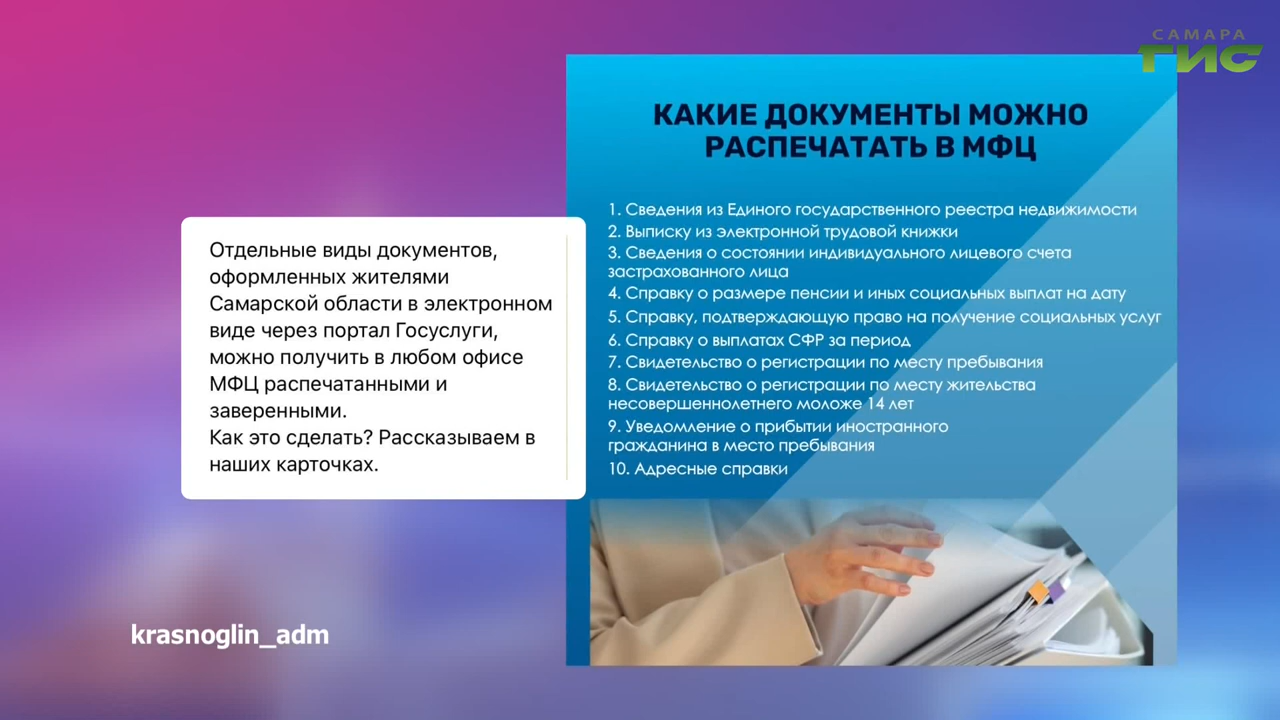 САМАРА
ГИС
КАКИЕ ДОКУМЕНТЫ МОЖНО
РАСПЕЧАТАТЬ В МФЦ
1. Сведения из Единого государственного реестра недвижимости
2. Выписку из электронной трудовой книжки
3. Сведения о состоянии индивидуального лицевого счета
застрахованного лица
4. Справку о размере пенсии и иных социальных выплат на дату
5. Справку, подтверждающую право на получение социальных услуг
6. Справку о выплатах СФР за период
7. Свидетельство о регистрации по месту пребывания
8. Свидетельство о регистрации по месту жительства
несовершеннолетнего моложе 14 лет
9. Уведомление о прибытии иностранного
гражданина в место пребывания
10. Адресные справки
Отдельные виды документов,
оформленных жителями
Самарской области в электронном
виде через портал Госуслуги,
можно получить в любом офисе
МФЦ распечатанными и
заверенными.
Как это сделать? Рассказываем в
наших карточках.
krasnoglin_adm